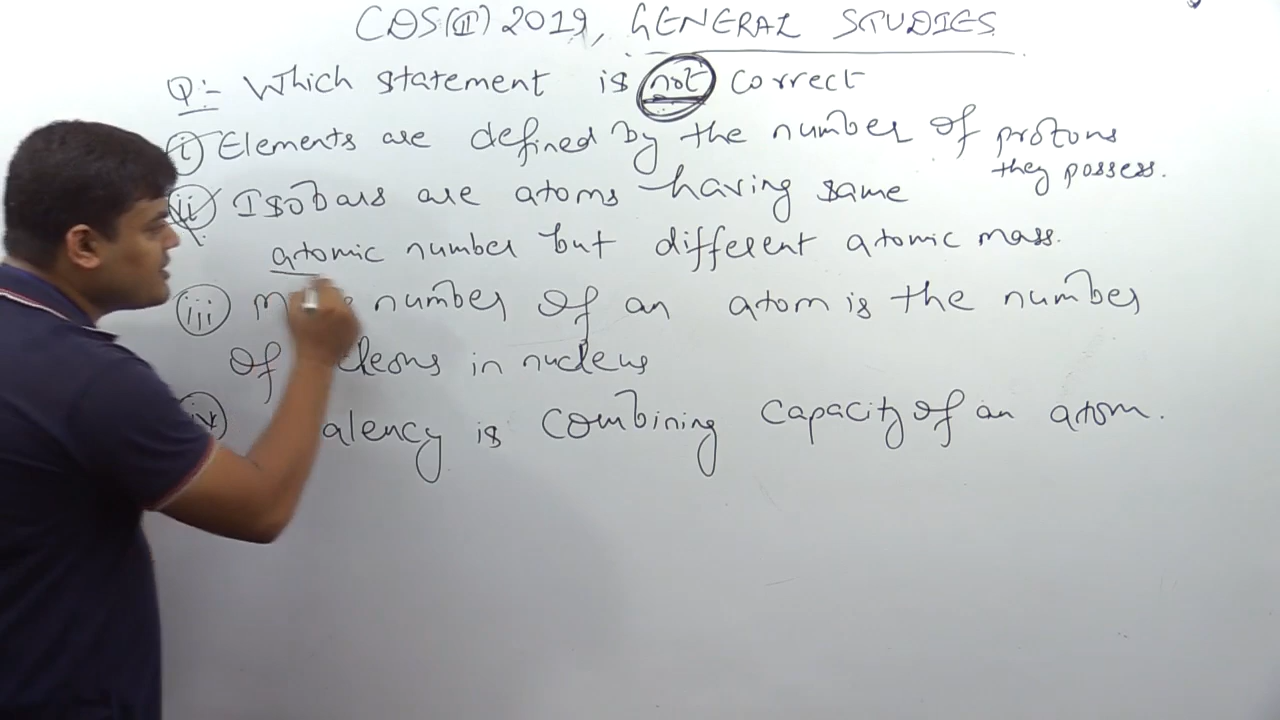 CDS(II) 2019, GENERAL STUDIES
Q:- Which statement is not correct
(i) Elements are defined by the number of protons
they possess.
(ii) Isobars are atoms having same
atomic number but different atomic mass.
(iii) number of an atom is the number
of in nucleus
(iv) is combining capacity of an atom.